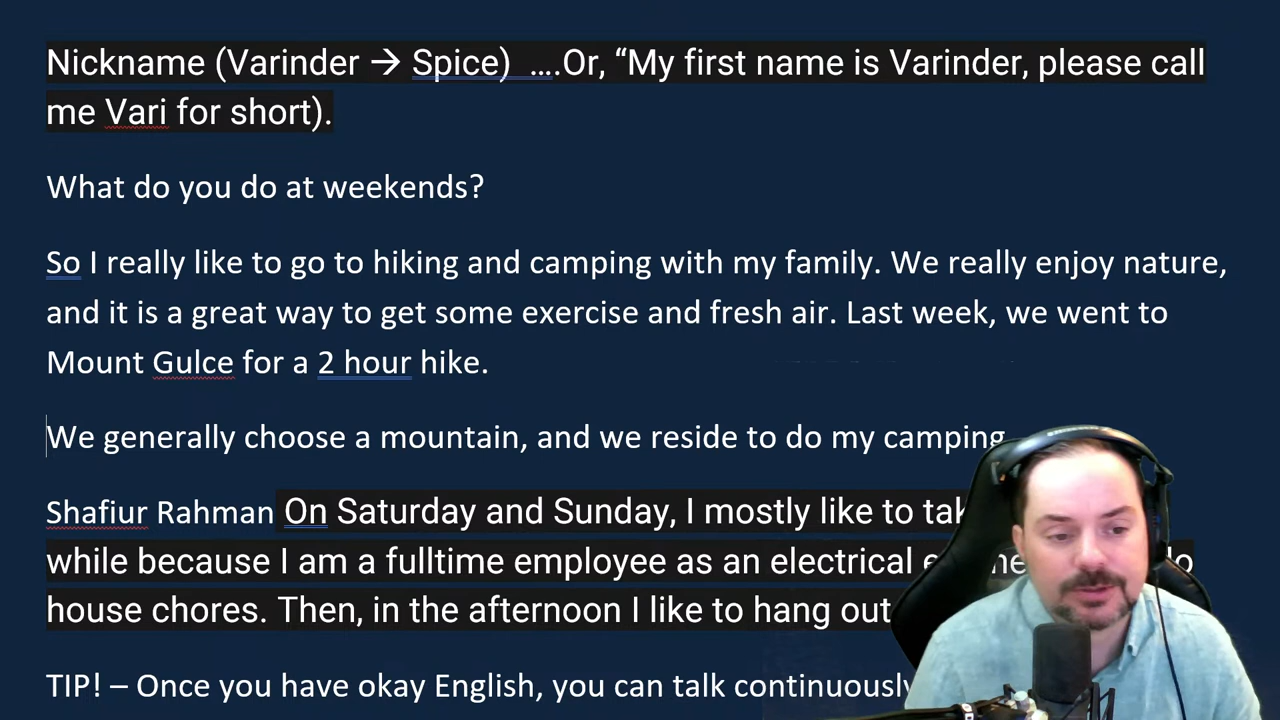 Nickname (Varinder → Spice) ….Or, “My first name is Varinder, please call
me Vari for short).
What do you do at weekends?
So I really like to go to hiking and camping with my family. We really enjoy nature,
and it is a great way to get some exercise and fresh air. Last week, we went to
Mount Gulce for a 2 hour hike.
We generally choose a mountain, and we reside to do my camping
Shafiur Rahman On Saturday and Sunday, I mostly like to
while because I am a fulltime employee as an electrical
house chores. Then, in the afternoon I like to hang out
TIP! – Once you have okay English, you can talk continuously